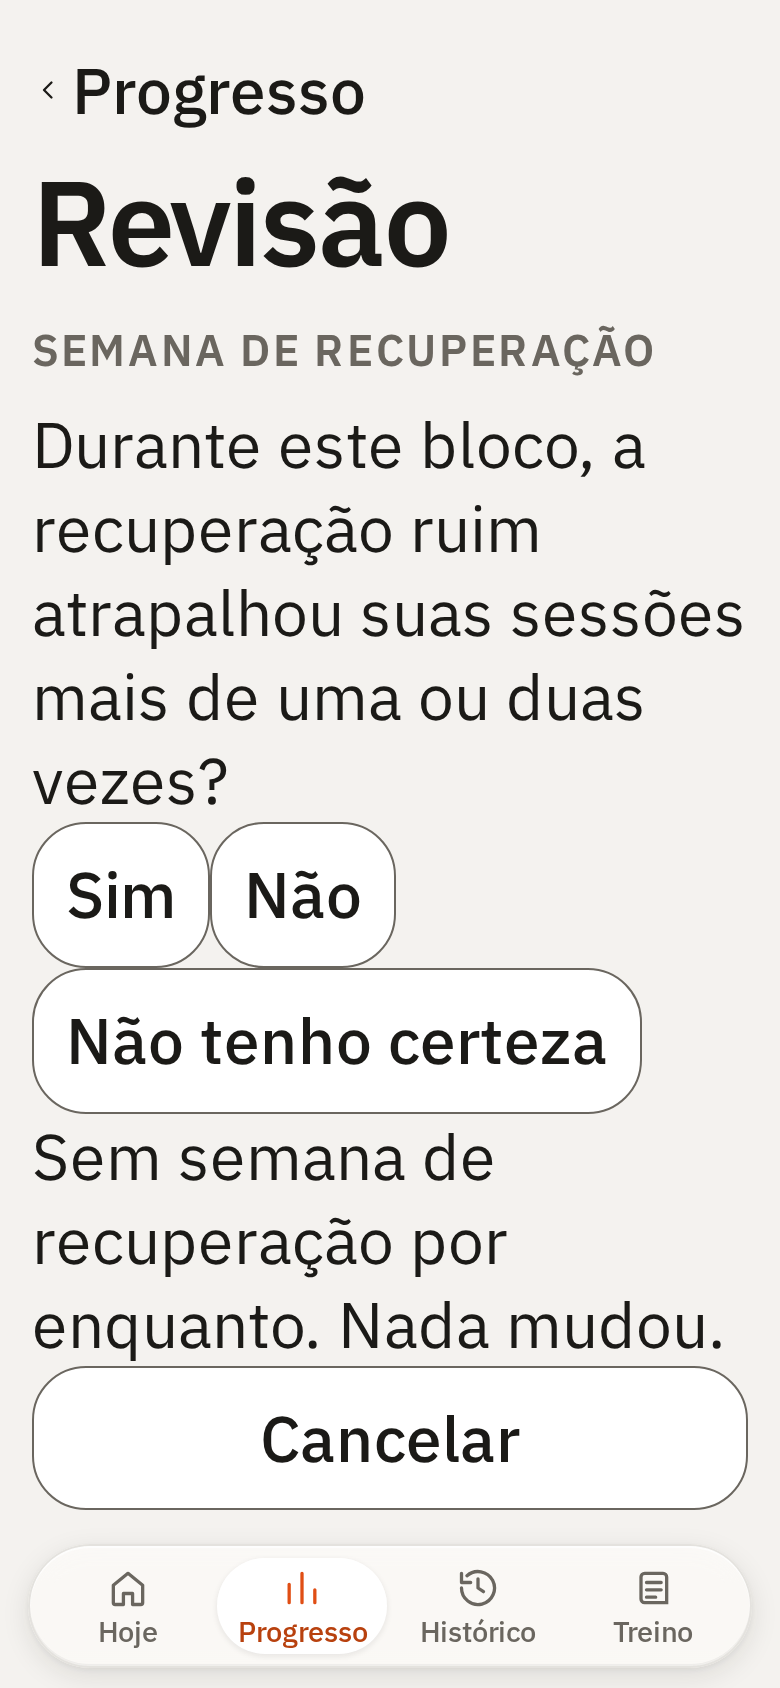 Progresso
Revisão
SEMANA DE RECUPERAÇÃO
Durante este bloco, a
recuperação ruim
atrapalhou suas sessões
mais de uma ou duas
vezes?
Sim Não
Não tenho certeza
Sem semana de
recuperação por
enquanto. Nada mudou.
Cancelar
Hoje Progresso Histórico Treino